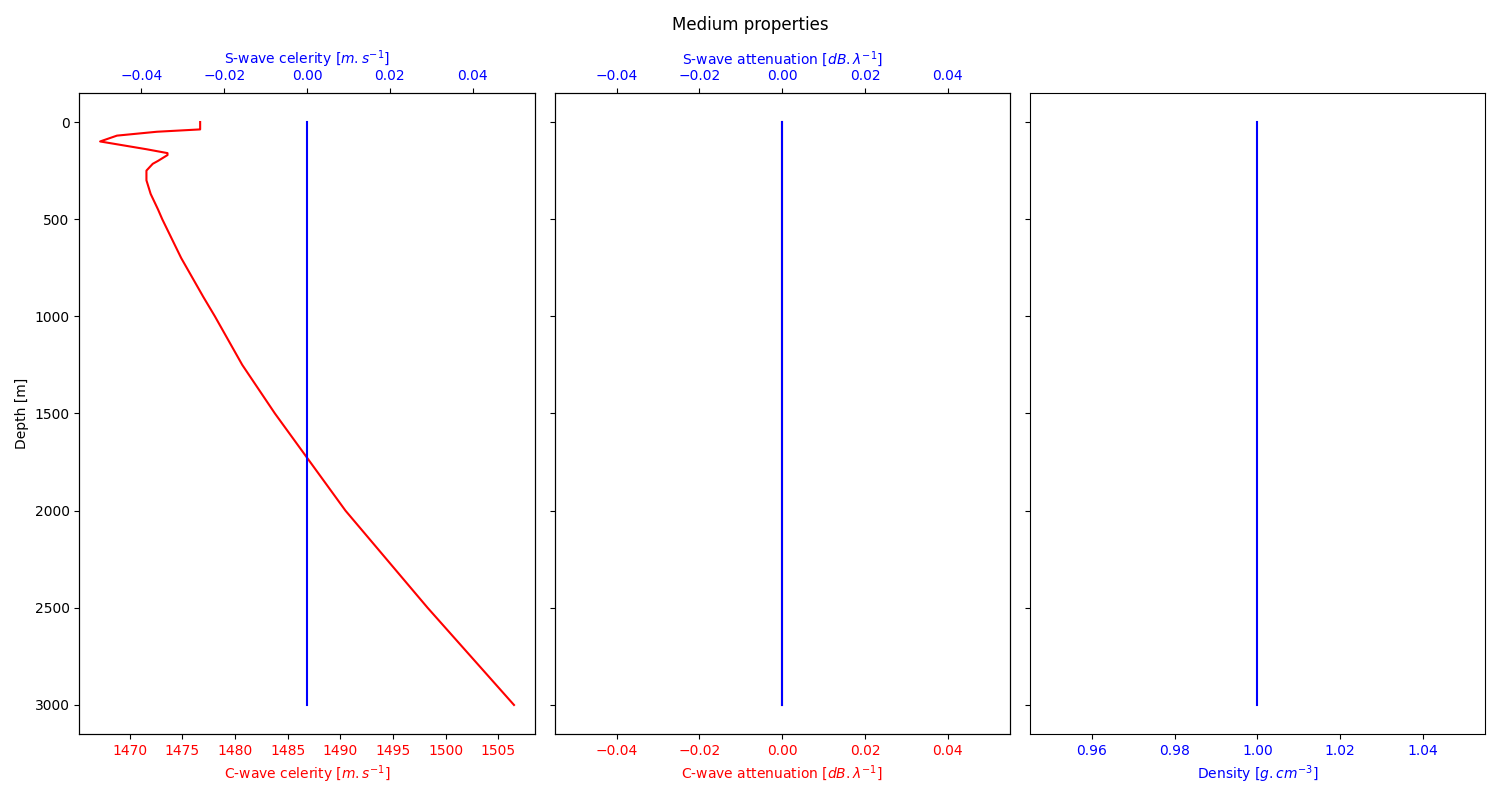 Medium properties
S-wave celerity [m.s⁻¹]
−0.04 −0.02 0.00 0.02 0.04
S-wave attenuation [dB.λ⁻¹]
−0.04 −0.02 0.00 0.02 0.04
Depth [m]
0
500
1000
1500
2000
2500
3000
1470 1475 1480 1485 1490 1495 1500 1505
C-wave celerity [m.s⁻¹]
−0.04 −0.02 0.00 0.02 0.04
C-wave attenuation [dB.λ⁻¹]
0.96 0.98 1.00 1.02 1.04
Density [g.cm⁻³]